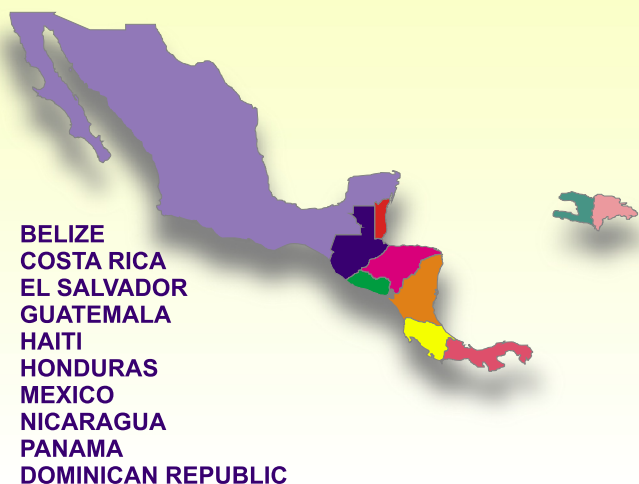 BELIZE
COSTA RICA
EL SALVADOR
GUATEMALA
HAITI
HONDURAS
MEXICO
NICARAGUA
PANAMA
DOMINICAN REPUBLIC